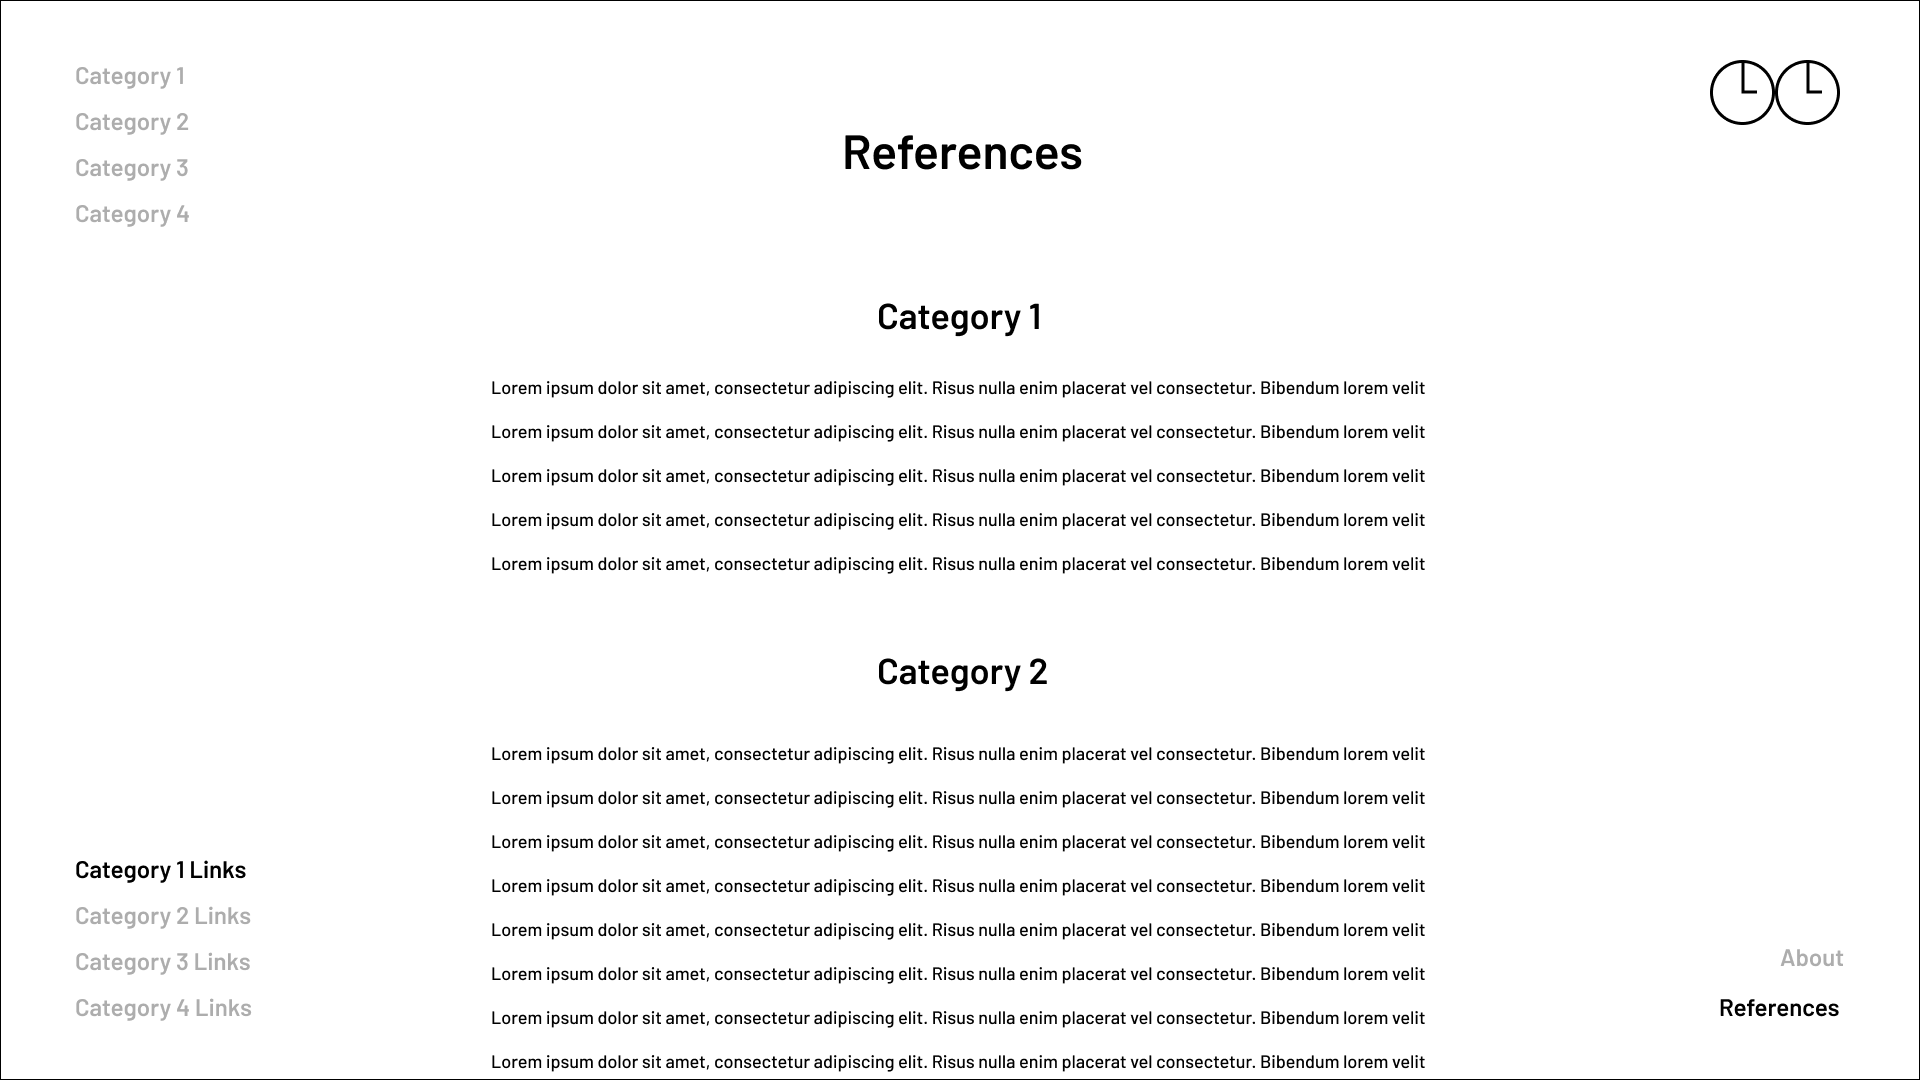 Category 1
Category 2
Category 3
Category 4
References
Category 1
Lorem ipsum dolor sit amet, consectetur adipiscing elit. Risus nulla enim placerat vel consectetur. Bibendum lorem velit
Lorem ipsum dolor sit amet, consectetur adipiscing elit. Risus nulla enim placerat vel consectetur. Bibendum lorem velit
Lorem ipsum dolor sit amet, consectetur adipiscing elit. Risus nulla enim placerat vel consectetur. Bibendum lorem velit
Lorem ipsum dolor sit amet, consectetur adipiscing elit. Risus nulla enim placerat vel consectetur. Bibendum lorem velit
Lorem ipsum dolor sit amet, consectetur adipiscing elit. Risus nulla enim placerat vel consectetur. Bibendum lorem velit
Category 2
Lorem ipsum dolor sit amet, consectetur adipiscing elit. Risus nulla enim placerat vel consectetur. Bibendum lorem velit
Lorem ipsum dolor sit amet, consectetur adipiscing elit. Risus nulla enim placerat vel consectetur. Bibendum lorem velit
Lorem ipsum dolor sit amet, consectetur adipiscing elit. Risus nulla enim placerat vel consectetur. Bibendum lorem velit
Lorem ipsum dolor sit amet, consectetur adipiscing elit. Risus nulla enim placerat vel consectetur. Bibendum lorem velit
Lorem ipsum dolor sit amet, consectetur adipiscing elit. Risus nulla enim placerat vel consectetur. Bibendum lorem velit
Lorem ipsum dolor sit amet, consectetur adipiscing elit. Risus nulla enim placerat vel consectetur. Bibendum lorem velit
Lorem ipsum dolor sit amet, consectetur adipiscing elit. Risus nulla enim placerat vel consectetur. Bibendum lorem velit
Lorem ipsum dolor sit amet, consectetur adipiscing elit. Risus nulla enim placerat vel consectetur. Bibendum lorem velit
Category 1 Links
Category 2 Links
Category 3 Links
Category 4 Links
About
References